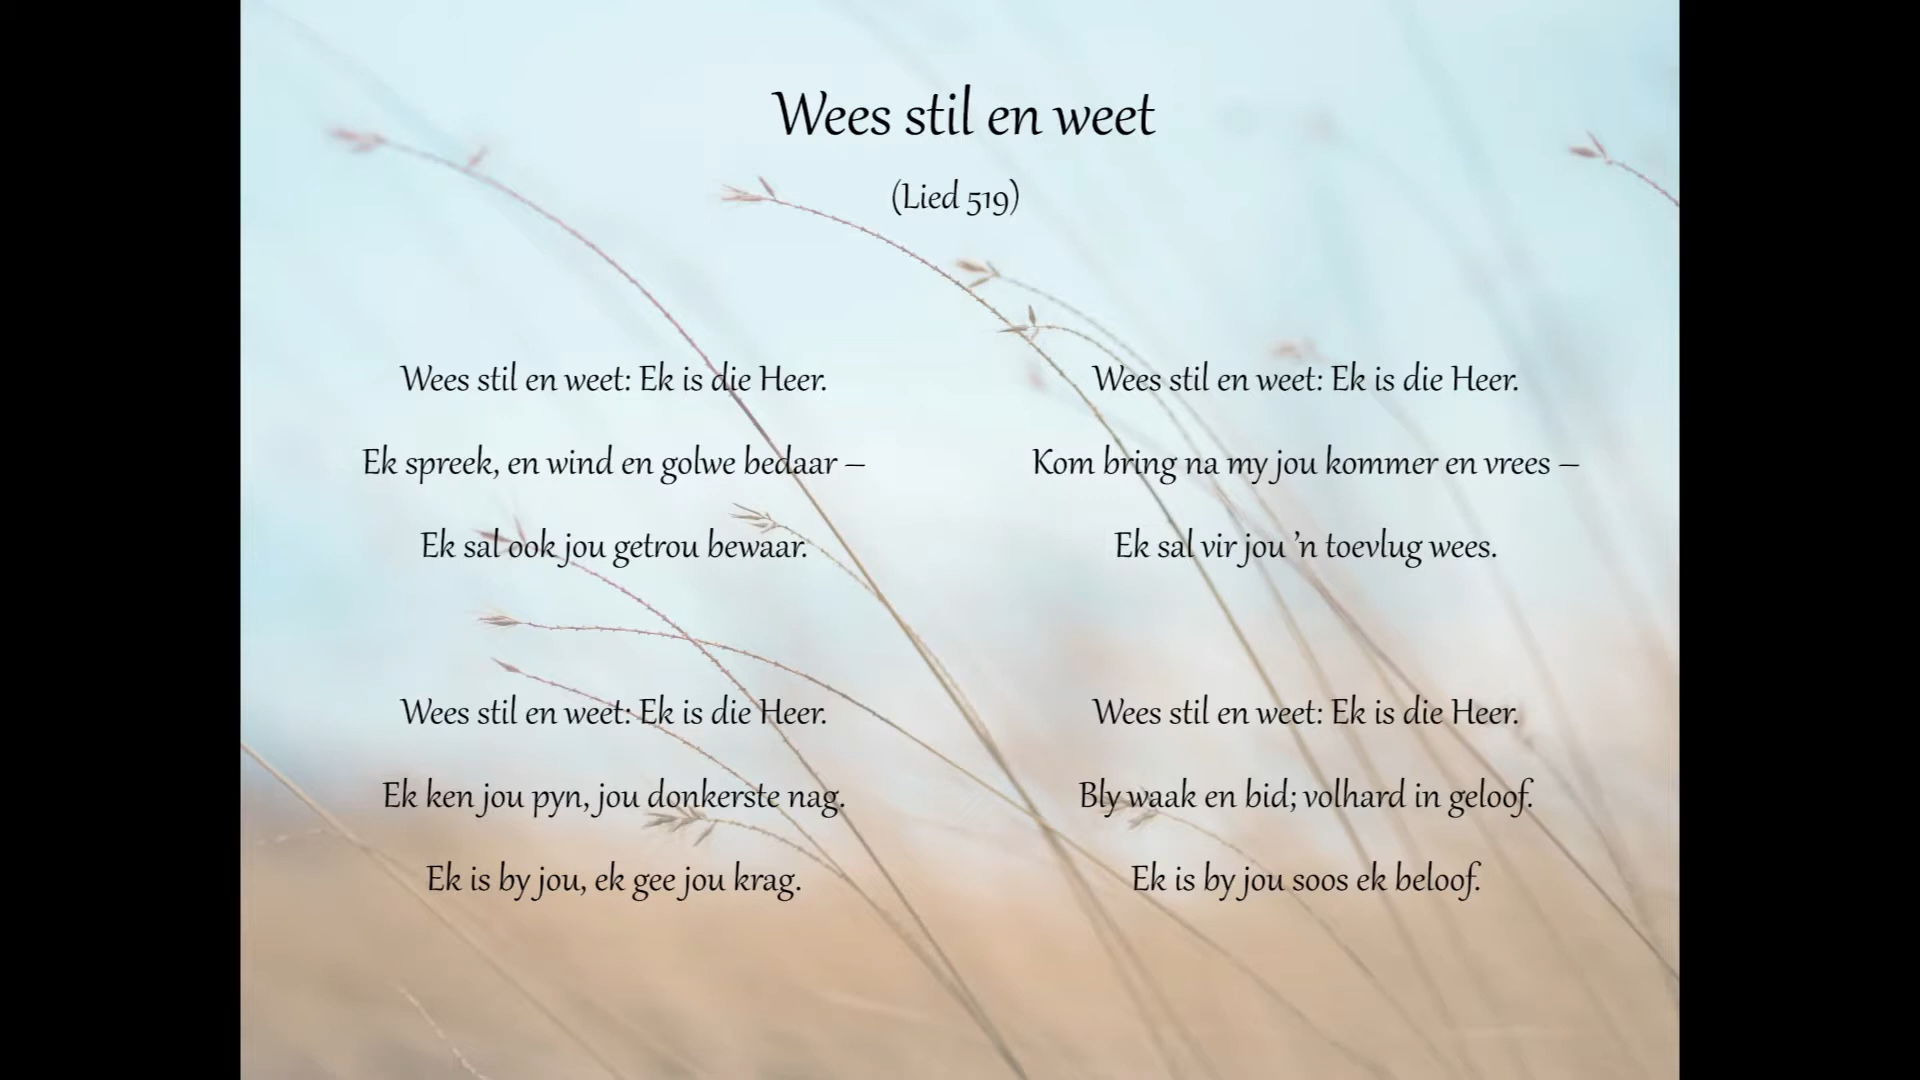 Wees stil en weet
(Lied 519)
Wees stil en weet: Ek is die Heer.
Ek spreek, en wind en golwe bedaar –
Ek sal ook jou getrou bewaar.
Wees stil en weet: Ek is die Heer.
Ek ken jou pyn, jou donkerste nag.
Ek is by jou, ek gee jou krag.
Wees stil en weet: Ek is die Heer.
Kom bring na my jou kommer en vrees –
Ek sal vir jou ’n toevlug wees.
Wees stil en weet: Ek is die Heer.
Bly waak en bid; volhard in geloof.
Ek is by jou soos ek beloof.